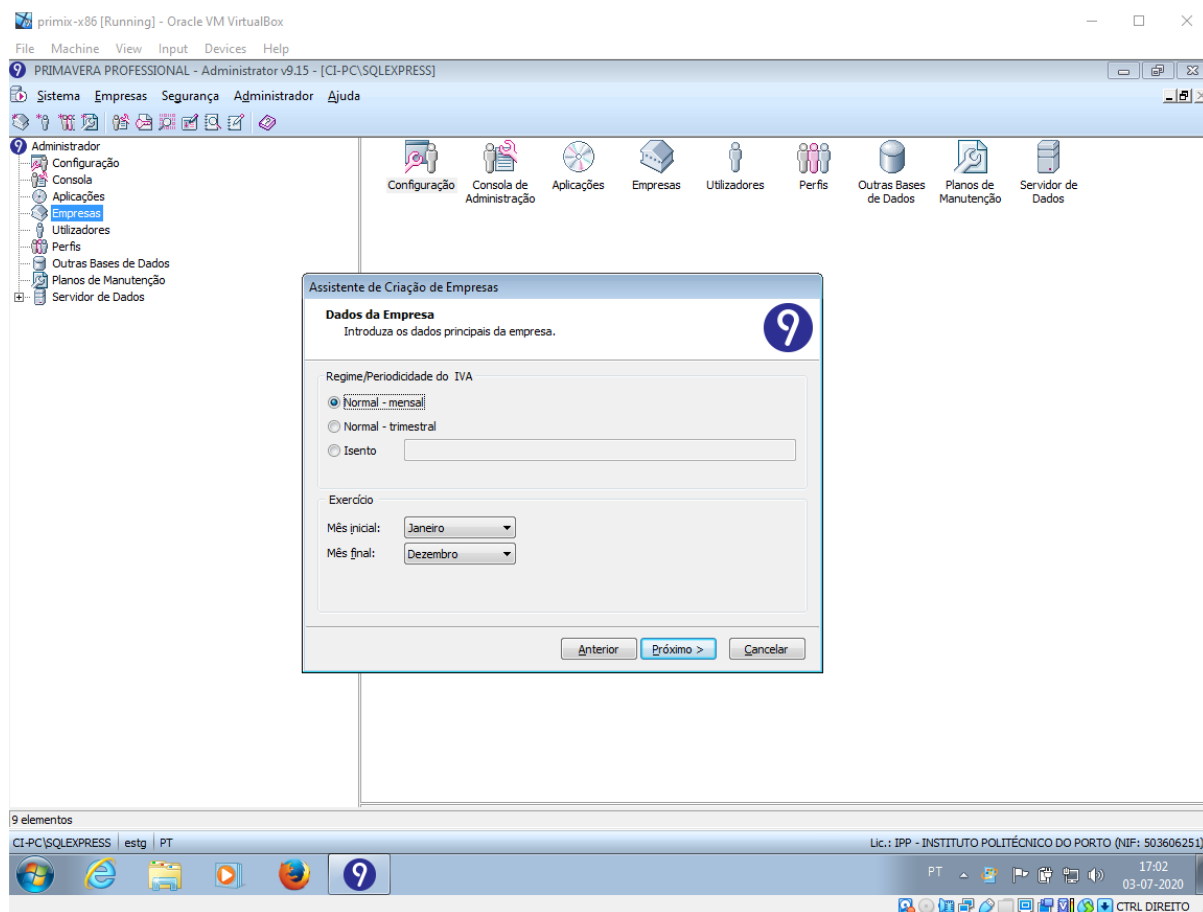 primix-x86 [Running] - Oracle VM VirtualBox
File Machine View Input Devices Help
9 PRIMAVERA PROFESSIONAL - Administrator v9.15 - [CI-PC\SQLEXPRESS]
Sistema Empresas Segurança Administrador Ajuda
9 Administrador
Configuração
Consola
Aplicações
Empresas
Utilizadores
Perfis
Outras Bases de Dados
Planos de Manutenção
Servidor de Dados
Configuração
Consola de Administração
Aplicações
Empresas
Utilizadores
Perfis
Outras Bases de Dados
Planos de Manutenção
Servidor de Dados
Assistente de Criação de Empresas
Dados da Empresa
Introduza os dados principais da empresa.
9
Regime/Periodicidade do IVA
Normal - mensal
Normal - trimestral
Isento
Exercício
Mês inicial: Janeiro
Mês final: Dezembro
Anterior Próximo > Cancelar
9 elementos
CI-PC\SQLEXPRESS estg PT Lic.: IPP - INSTITUTO POLITÉCNICO DO PORTO (NIF: 503606251)
9 PT 17:02
03-07-2020
CTRL DIREITO